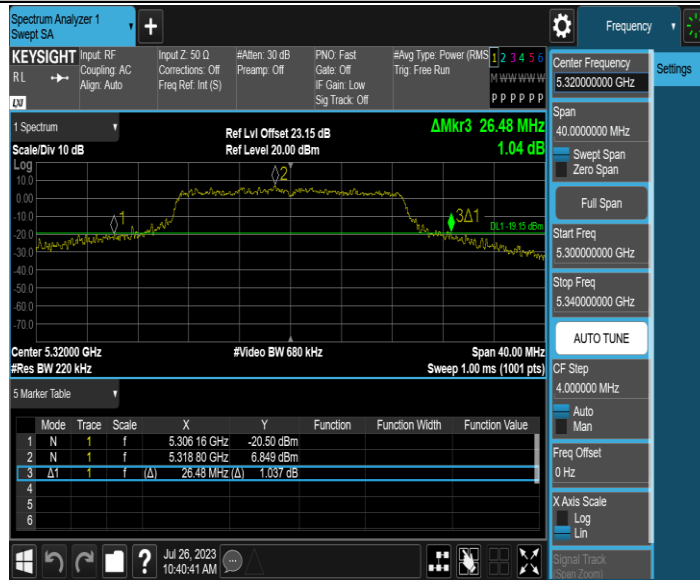 Spectrum Analyzer 1
Swept SA
Frequency
KEYSIGHT
RL
LXI
Input: RF
Coupling: AC
Align: Auto
Input Z: 50 Ω
Corrections: Off
Freq Ref: Int (S)
#Atten: 30 dB
Preamp: Off
PNO: Fast
Gate: Off
IF Gain: Low
Sig Track: Off
#Avg Type: Power (RMS
Trig: Free Run
1 2 3 4 5 6
M W W W W W
P P P P P P
1 Spectrum
Scale/Div 10 dB
Ref Lvl Offset 23.15 dB
Ref Level 20.00 dBm
ΔMkr3 26.48 MHz
1.04 dB
Log
10.0
0.00
-10.0
-20.0
-30.0
-40.0
-50.0
-60.0
-70.0
1
2
3Δ1
DL1 -19.15 dBm
Center 5.32000 GHz
#Video BW 680 kHz
Span 40.00 MHz
#Res BW 220 kHz
Sweep 1.00 ms (1001 pts)
5 Marker Table
Mode Trace Scale X Y Function Function Width Function Value
1 N 1 f 5.306 16 GHz -20.50 dBm
2 N 1 f 5.318 80 GHz 6.849 dBm
3 Δ1 1 f (Δ) 26.48 MHz (Δ) 1.037 dB
4
5
6
Jul 26, 2023
10:40:41 AM
Center Frequency
5.320000000 GHz
Settings
Span
40.0000000 MHz
Swept Span
Zero Span
Full Span
Start Freq
5.300000000 GHz
Stop Freq
5.340000000 GHz
AUTO TUNE
CF Step
4.000000 MHz
Auto
Man
Freq Offset
0 Hz
X Axis Scale
Log
Lin
Signal Track
(Span Zoom)